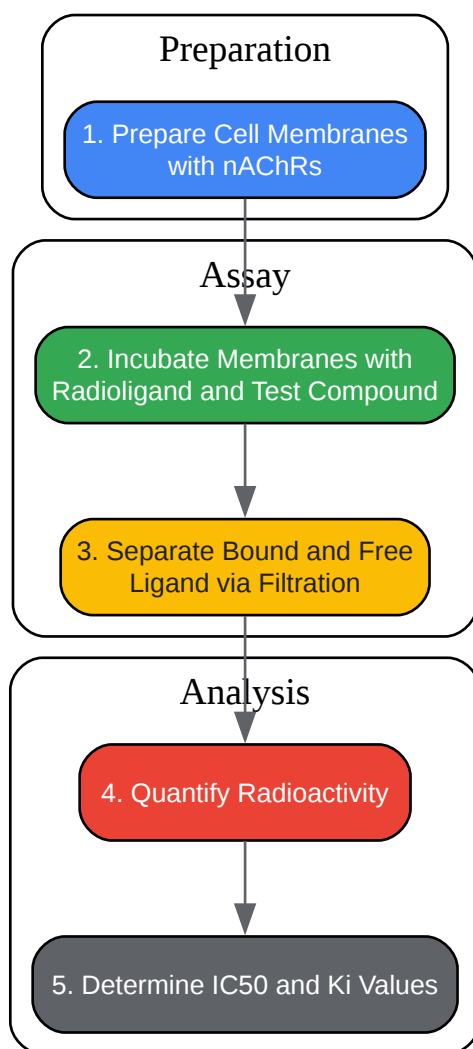 Preparation
1. Prepare Cell Membranes
with nAChRs
Assay
2. Incubate Membranes with
Radioligand and Test Compound
3. Separate Bound and Free
Ligand via Filtration
Analysis
4. Quantify Radioactivity
5. Determine IC50 and Ki Values